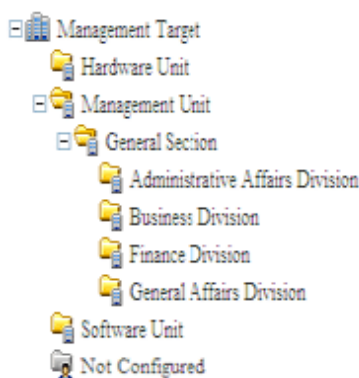 Management Target
Hardware Unit
Management Unit
General Section
Administrative Affairs Division
Business Division
Finance Division
General Affairs Division
Software Unit
Not Configured